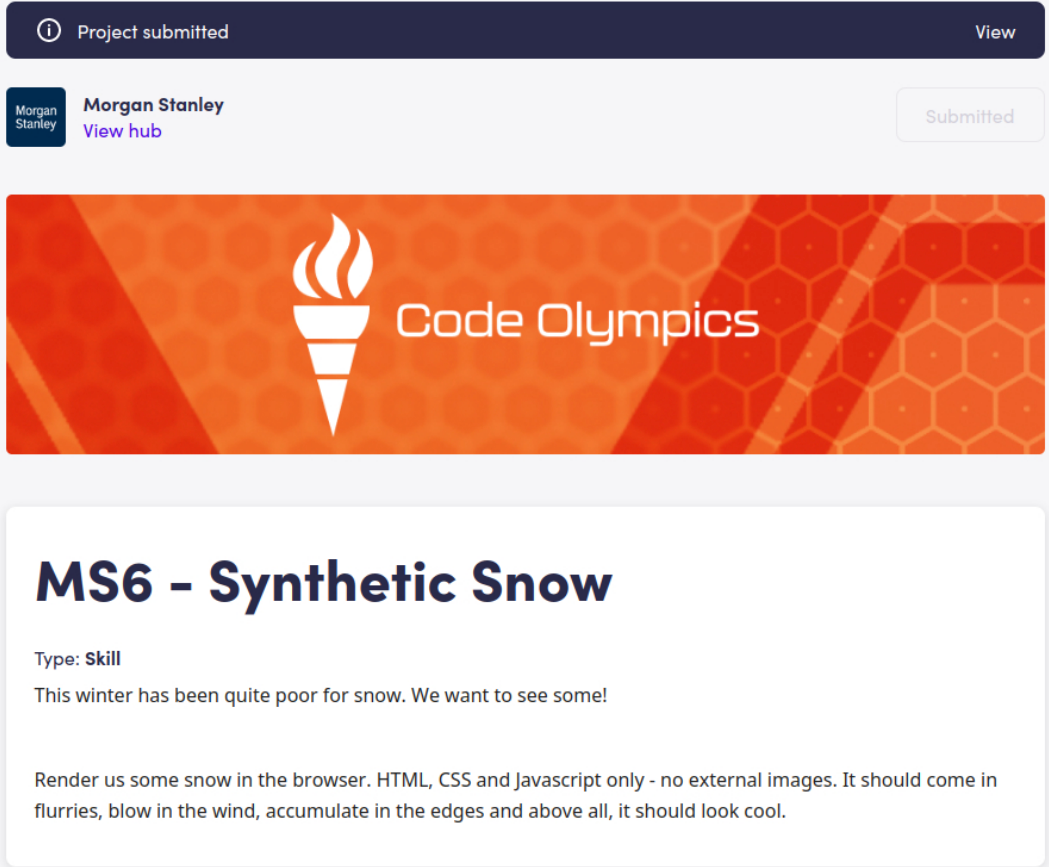 Project submitted View
Morgan Stanley
Morgan Stanley
View hub
Submitted
Code Olympics
MS6 - Synthetic Snow
Type: Skill
This winter has been quite poor for snow. We want to see some!
Render us some snow in the browser. HTML, CSS and Javascript only - no external images. It should come in
flurries, blow in the wind, accumulate in the edges and above all, it should look cool.